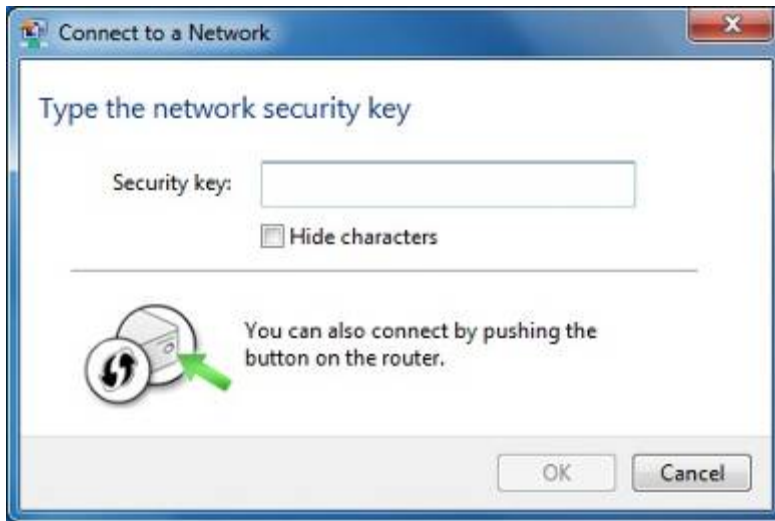 Connect to a Network
Type the network security key
Security key:
Hide characters
You can also connect by pushing the
button on the router.
OK
Cancel